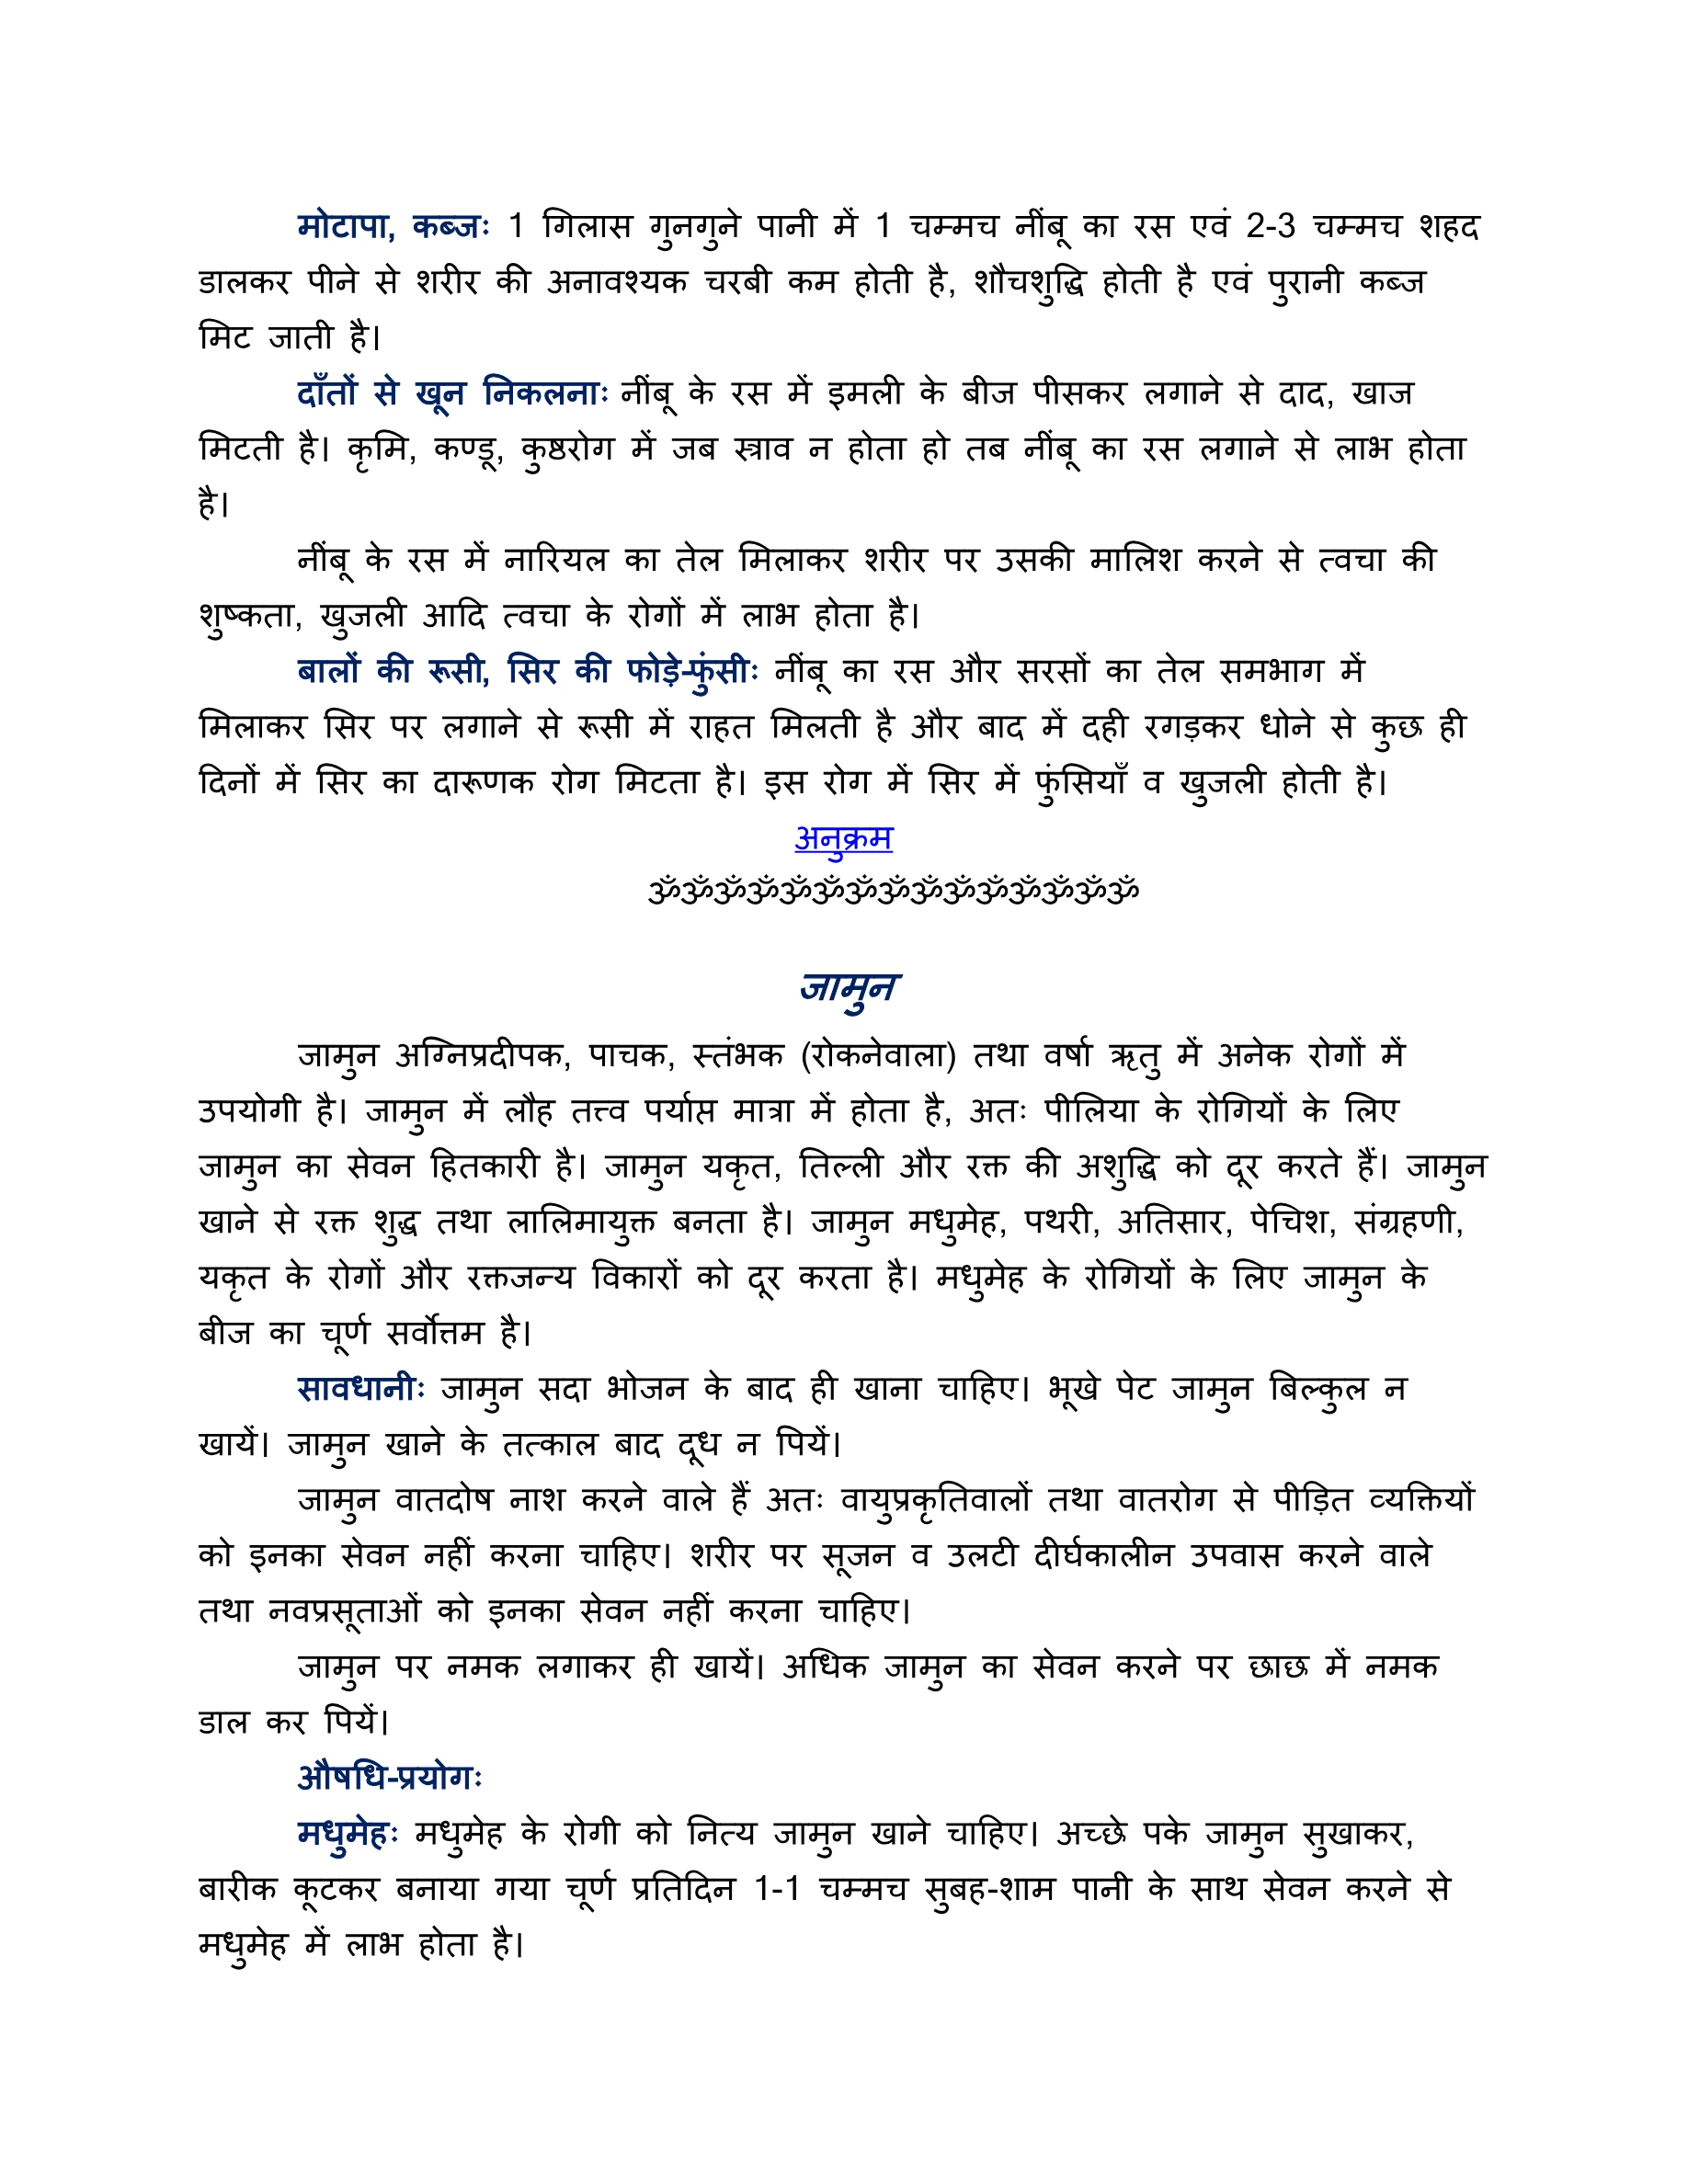 मोटापा, कब्जः 1 गिलास गुनगुने पानी में 1 चम्मच नींबू का रस एवं 2-3 चम्मच शहद
डालकर पीने से शरीर की अनावश्यक चरबी कम होती है, शौचशुद्धि होती है एवं पुरानी कब्ज
मिट जाती है।
दाँतों से खून निकलनाः नींबू के रस में इमली के बीज पीसकर लगाने से दाद, खाज
मिटती है। कृमि, कण्डू, कुष्ठरोग में जब स्त्राव न होता हो तब नींबू का रस लगाने से लाभ होता
है।
नींबू के रस में नारियल का तेल मिलाकर शरीर पर उसकी मालिश करने से त्वचा की
शुष्कता, खुजली आदि त्वचा के रोगों में लाभ होता है।
बालों की रूसी, सिर की फोड़े-फुंसीः नींबू का रस और सरसों का तेल समभाग में
मिलाकर सिर पर लगाने से रूसी में राहत मिलती है और बाद में दही रगड़कर धोने से कुछ ही
दिनों में सिर का दारूणक रोग मिटता है। इस रोग में सिर में फुंसियाँ व खुजली होती है।
अनुक्रम
ॐॐॐॐॐॐॐॐॐॐॐॐॐॐॐ
जामुन
जामुन अग्निप्रदीपक, पाचक, स्तंभक (रोकनेवाला) तथा वर्षा ऋतु में अनेक रोगों में
उपयोगी है। जामुन में लौह तत्त्व पर्याप्त मात्रा में होता है, अतः पीलिया के रोगियों के लिए
जामुन का सेवन हितकारी है। जामुन यकृत, तिल्ली और रक्त की अशुद्धि को दूर करते हैं। जामुन
खाने से रक्त शुद्ध तथा लालिमायुक्त बनता है। जामुन मधुमेह, पथरी, अतिसार, पेचिश, संग्रहणी,
यकृत के रोगों और रक्तजन्य विकारों को दूर करता है। मधुमेह के रोगियों के लिए जामुन के
बीज का चूर्ण सर्वोत्तम है।
सावधानीः जामुन सदा भोजन के बाद ही खाना चाहिए। भूखे पेट जामुन बिल्कुल न
खायें। जामुन खाने के तत्काल बाद दूध न पियें।
जामुन वातदोष नाश करने वाले हैं अतः वायुप्रकृतिवालों तथा वातरोग से पीड़ित व्यक्तियों
को इनका सेवन नहीं करना चाहिए। शरीर पर सूजन व उलटी दीर्घकालीन उपवास करने वाले
तथा नवप्रसूताओं को इनका सेवन नहीं करना चाहिए।
जामुन पर नमक लगाकर ही खायें। अधिक जामुन का सेवन करने पर छाछ में नमक
डाल कर पियें।
औषधि-प्रयोगः
मधुमेहः मधुमेह के रोगी को नित्य जामुन खाने चाहिए। अच्छे पके जामुन सुखाकर,
बारीक कूटकर बनाया गया चूर्ण प्रतिदिन 1-1 चम्मच सुबह-शाम पानी के साथ सेवन करने से
मधुमेह में लाभ होता है।